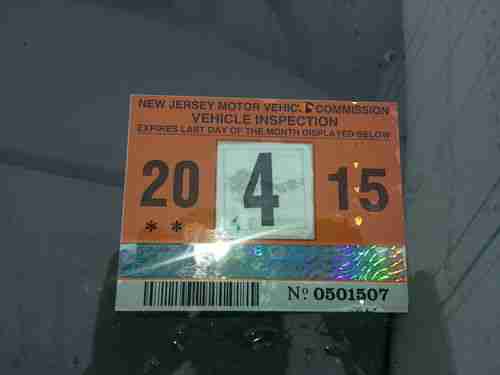 NEW JERSEY MOTOR VEHIC E COMMISSION
VEHICLE INSPECTION
EXPIRES LAST DAY OF THE MONTH DISPLAYED BELOW
20 4 15
**
Nº 0501507